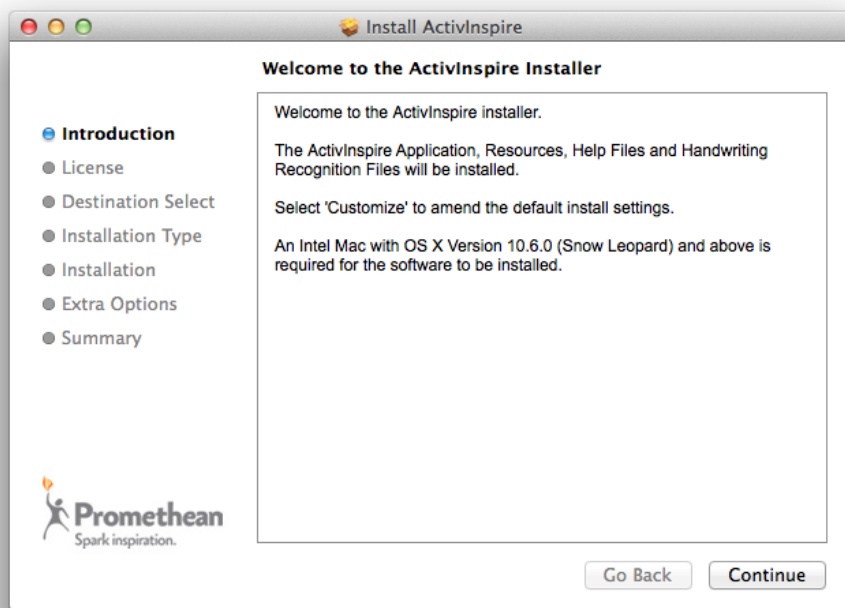 Install ActivInspire
Welcome to the ActivInspire Installer
Introduction
License
Destination Select
Installation Type
Installation
Extra Options
Summary
Welcome to the ActivInspire installer.
The ActivInspire Application, Resources, Help Files and Handwriting
Recognition Files will be installed.
Select 'Customize' to amend the default install settings.
An Intel Mac with OS X Version 10.6.0 (Snow Leopard) and above is
required for the software to be installed.
Promethean
Spark inspiration.
Go Back
Continue